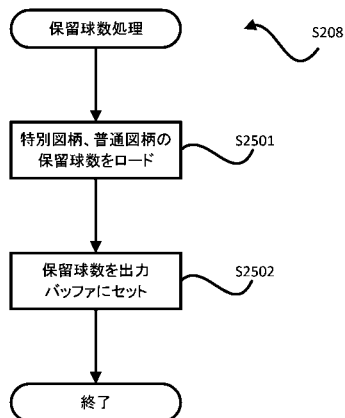 保留球数処理
S208
特別図柄、普通図柄の
保留球数をロード
S2501
保留球数を出力
バッファにセット
S2502
終了